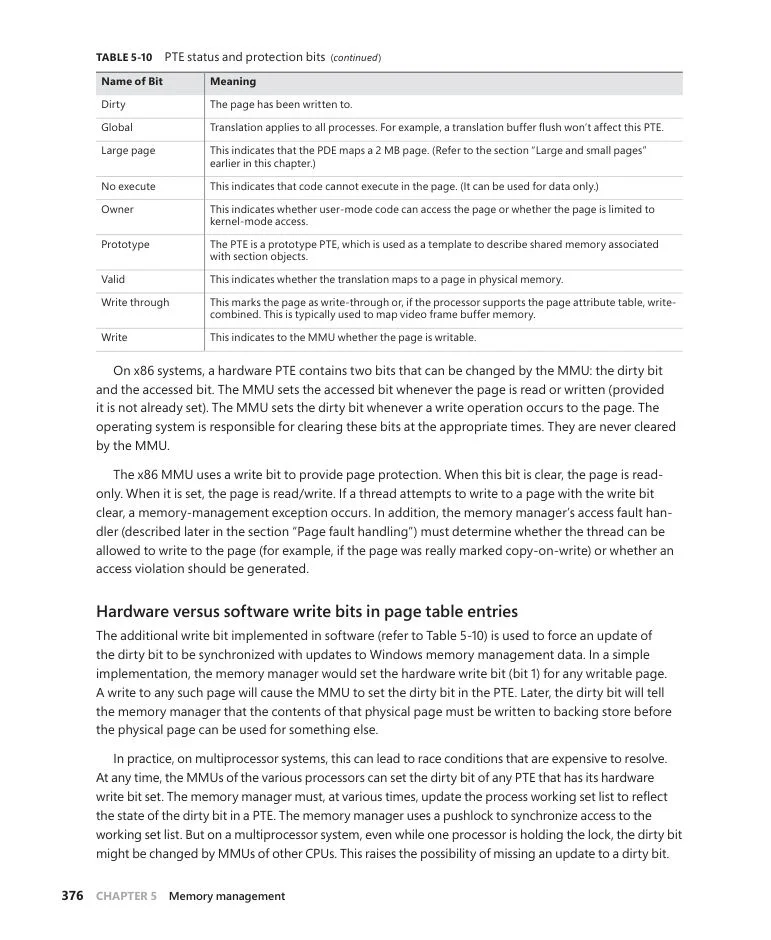 TABLE 5-10 PTE status and protection bits (continued)
Name of Bit Meaning
Dirty The page has been written to.
Global Translation applies to all processes. For example, a translation buffer flush won’t affect this PTE.
Large page This indicates that the PDE maps a 2 MB page. (Refer to the section “Large and small pages”
earlier in this chapter.)
No execute This indicates that code cannot execute in the page. (It can be used for data only.)
Owner This indicates whether user-mode code can access the page or whether the page is limited to
kernel-mode access.
Prototype The PTE is a prototype PTE, which is used as a template to describe shared memory associated
with section objects.
Valid This indicates whether the translation maps to a page in physical memory.
Write through This marks the page as write-through or, if the processor supports the page attribute table, write-
combined. This is typically used to map video frame buffer memory.
Write This indicates to the MMU whether the page is writable.
On x86 systems, a hardware PTE contains two bits that can be changed by the MMU: the dirty bit
and the accessed bit. The MMU sets the accessed bit whenever the page is read or written (provided
it is not already set). The MMU sets the dirty bit whenever a write operation occurs to the page. The
operating system is responsible for clearing these bits at the appropriate times. They are never cleared
by the MMU.
The x86 MMU uses a write bit to provide page protection. When this bit is clear, the page is read-
only. When it is set, the page is read/write. If a thread attempts to write to a page with the write bit
clear, a memory-management exception occurs. In addition, the memory manager’s access fault han-
dler (described later in the section “Page fault handling”) must determine whether the thread can be
allowed to write to the page (for example, if the page was really marked copy-on-write) or whether an
access violation should be generated.
Hardware versus software write bits in page table entries
The additional write bit implemented in software (refer to Table 5-10) is used to force an update of
the dirty bit to be synchronized with updates to Windows memory management data. In a simple
implementation, the memory manager would set the hardware write bit (bit 1) for any writable page.
A write to any such page will cause the MMU to set the dirty bit in the PTE. Later, the dirty bit will tell
the memory manager that the contents of that physical page must be written to backing store before
the physical page can be used for something else.
In practice, on multiprocessor systems, this can lead to race conditions that are expensive to resolve.
At any time, the MMUs of the various processors can set the dirty bit of any PTE that has its hardware
write bit set. The memory manager must, at various times, update the process working set list to reflect
the state of the dirty bit in a PTE. The memory manager uses a pushlock to synchronize access to the
working set list. But on a multiprocessor system, even while one processor is holding the lock, the dirty bit
might be changed by MMUs of other CPUs. This raises the possibility of missing an update to a dirty bit.
376 CHAPTER 5 Memory management